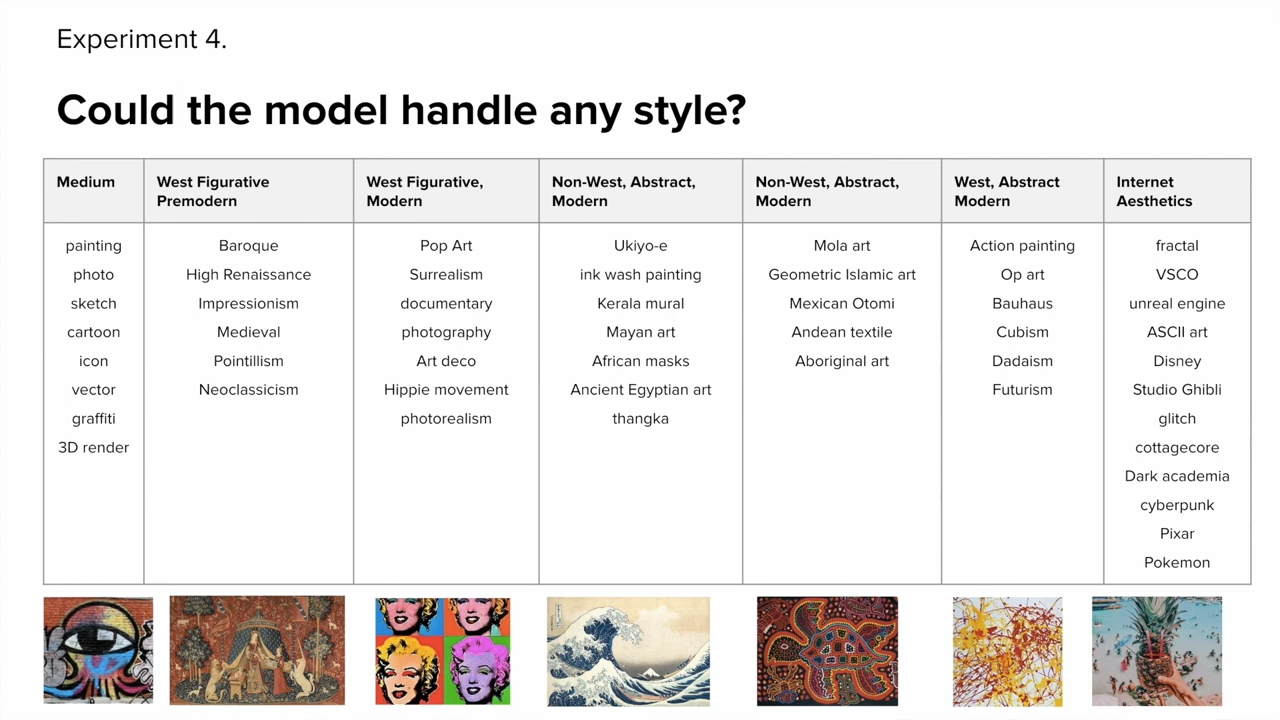 Experiment 4.
Could the model handle any style?
Medium
West Figurative
Premodern
West Figurative,
Modern
Non-West, Abstract,
Modern
Non-West, Abstract,
Modern
West, Abstract
Modern
Internet
Aesthetics
painting
photo
sketch
cartoon
icon
vector
graffiti
3D render
Baroque
High Renaissance
Impressionism
Medieval
Pointillism
Neoclassicism
Pop Art
Surrealism
documentary
photography
Art deco
Hippie movement
photorealism
Ukiyo-e
ink wash painting
Kerala mural
Mayan art
African masks
Ancient Egyptian art
thangka
Mola art
Geometric Islamic art
Mexican Otomi
Andean textile
Aboriginal art
Action painting
Op art
Bauhaus
Cubism
Dadaism
Futurism
fractal
VSCO
unreal engine
ASCII art
Disney
Studio Ghibli
glitch
cottagecore
Dark academia
cyberpunk
Pixar
Pokemon